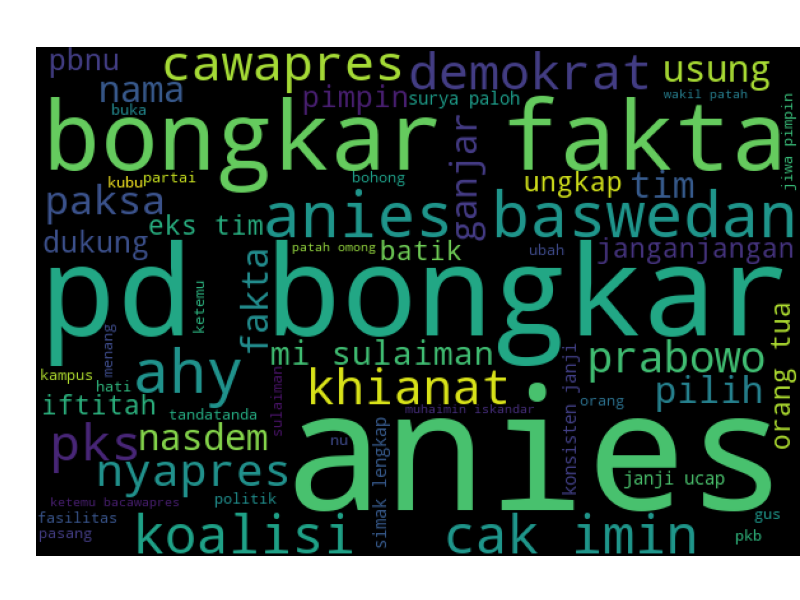 pbnu
cawapres
demokrat
usung
nama
pimpin
surya paloh
wakil patah
buka
bongkar fakta
jiwa pimpin
ganjar
kubu
partai
bohong
ungkap
tim
paksa
eks tim
anies baswedan
dukung
patah omong
batik
ubah
janganjangan
pd bongkar
fakta
ketemu
menang
ahy
mi sulaiman
prabowo
orang tua
kampus
hati
khianat
pilih
iftitah
tandatanda
sulaiman
muhaimin iskandar
orang
konsisten janji
pks
nasdem
nu
simak lengkap
anies
nyapres
janji ucap
ketemu bacawapres
politik
fasilitas
pasang
koalisi
cak imin
gus
pkb